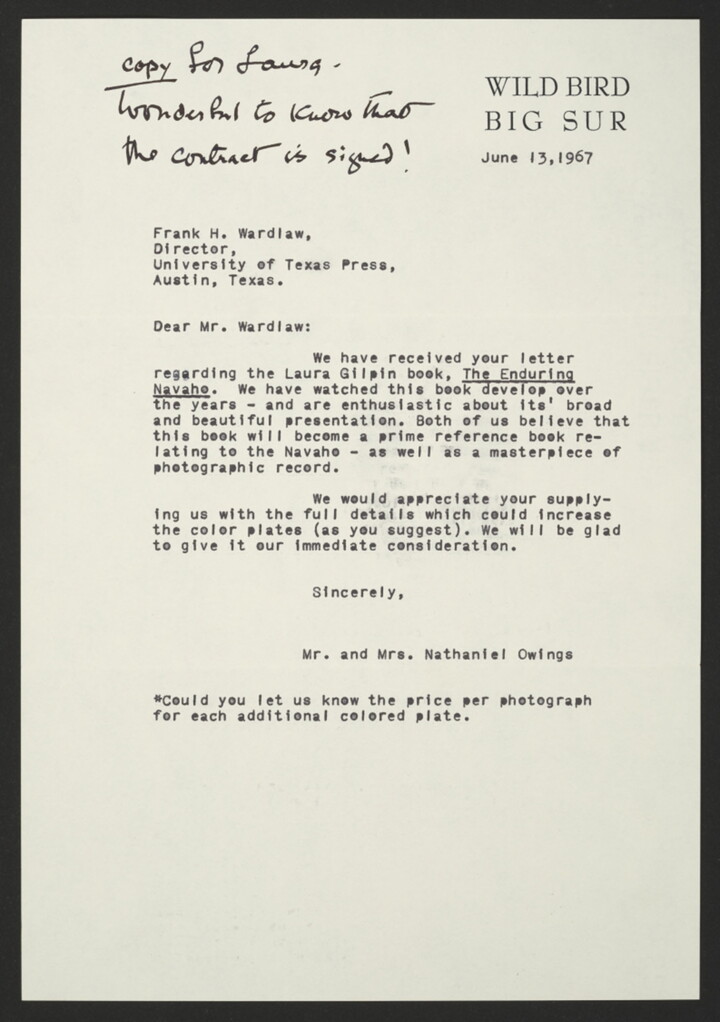 copy for Laura -
Wonderful to know that
the contract is signed!
WILD BIRD
BIG SUR
June 13,1967
Frank H. Wardlaw,
Director,
University of Texas Press,
Austin, Texas.
Dear Mr. Wardlaw:
We have received your letter
regarding the Laura Gilpin book, The Enduring
Navaho. We have watched this book develop over
the years - and are enthusiastic about its' broad
and beautiful presentation. Both of us believe that
this book will become a prime reference book re-
lating to the Navaho - as well as a masterpiece of
photographic record.
We would appreciate your supply-
ing us with the full details which could increase
the color plates (as you suggest). We will be glad
to give it our immediate consideration.
Sincerely,
Mr. and Mrs. Nathaniel Owings
*Could you let us know the price per photograph
for each additional colored plate.